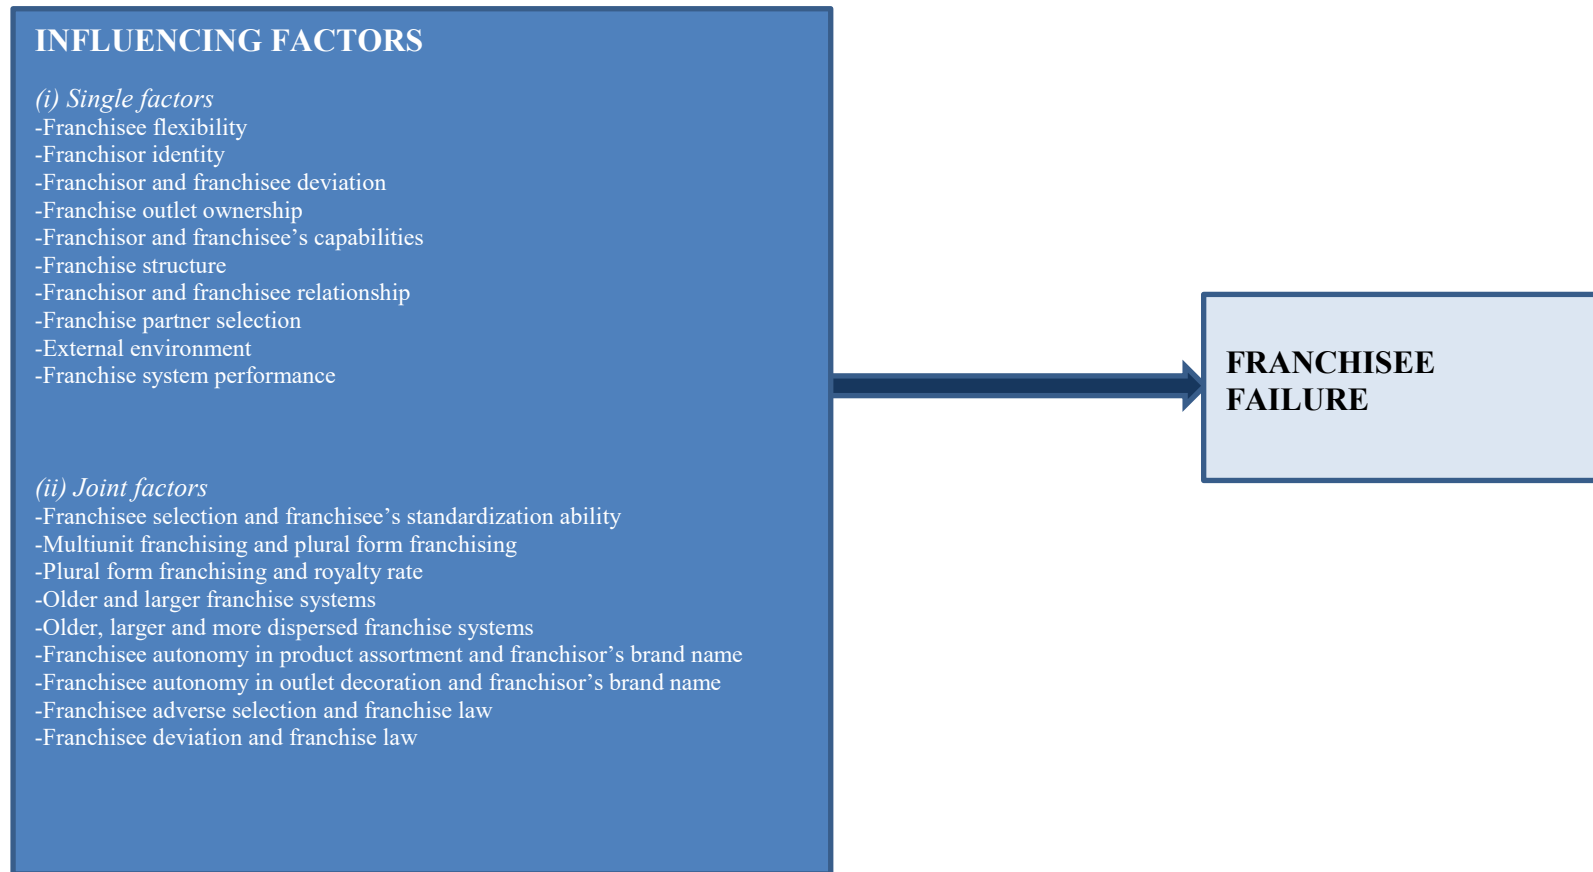 INFLUENCING FACTORS
(i) Single factors
-Franchisee flexibility
-Franchisor identity
-Franchisor and franchisee deviation
-Franchise outlet ownership
-Franchisor and franchisee’s capabilities
-Franchise structure
-Franchisor and franchisee relationship
-Franchise partner selection
-External environment
-Franchise system performance
(ii) Joint factors
-Franchisee selection and franchisee’s standardization ability
-Multiunit franchising and plural form franchising
-Plural form franchising and royalty rate
-Older and larger franchise systems
-Older, larger and more dispersed franchise systems
-Franchisee autonomy in product assortment and franchisor’s brand name
-Franchisee autonomy in outlet decoration and franchisor’s brand name
-Franchisee adverse selection and franchise law
-Franchisee deviation and franchise law
FRANCHISEE
FAILURE